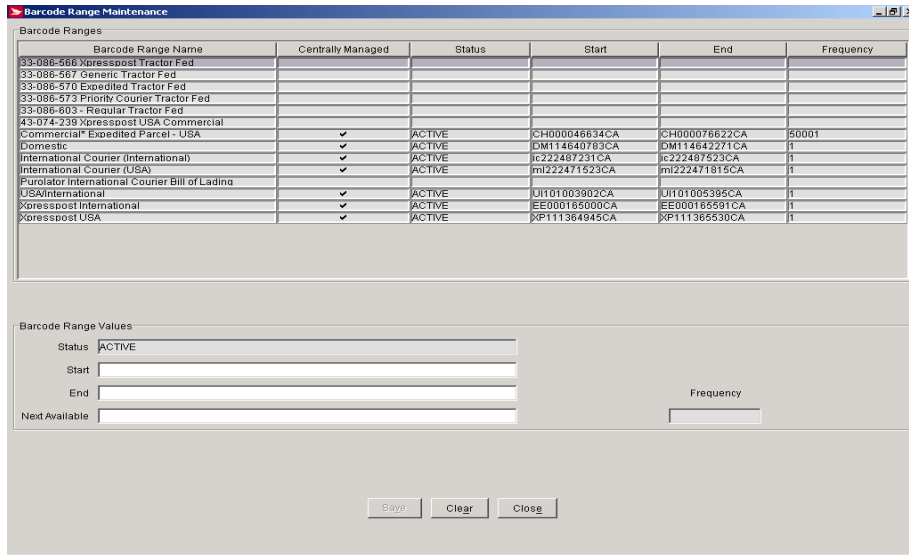 Barcode Range Maintenance
Barcode Ranges
Barcode Range Name Centrally Managed Status Start End Frequency
33-086-566 Xpresspost Tractor Fed
33-086-567 Generic Tractor Fed
33-086-570 Expedited Tractor Fed
33-086-573 Priority Courier Tractor Fed
33-086-603 - Regular Tractor Fed
43-074-239 Xpresspost USA Commercial
Commercial* Expedited Parcel - USA ✔ ACTIVE CH000046634CA CH000076622CA 50001
Domestic ✔ ACTIVE DM114640783CA DM114642271CA 1
International Courier (International) ✔ ACTIVE ic222487231CA ic222487523CA 1
International Courier (USA) ✔ ACTIVE ml222471523CA ml222471815CA 1
Purolator International Courier Bill of Lading
USA/International ✔ ACTIVE UI101003902CA UI101005395CA 1
Xpresspost International ✔ ACTIVE EE000165000CA EE000165591CA 1
Xpresspost USA ✔ ACTIVE XP111364945CA XP111365530CA 1
Barcode Range Values
Status ACTIVE
Start
End Frequency
Next Available
Save Clear Close